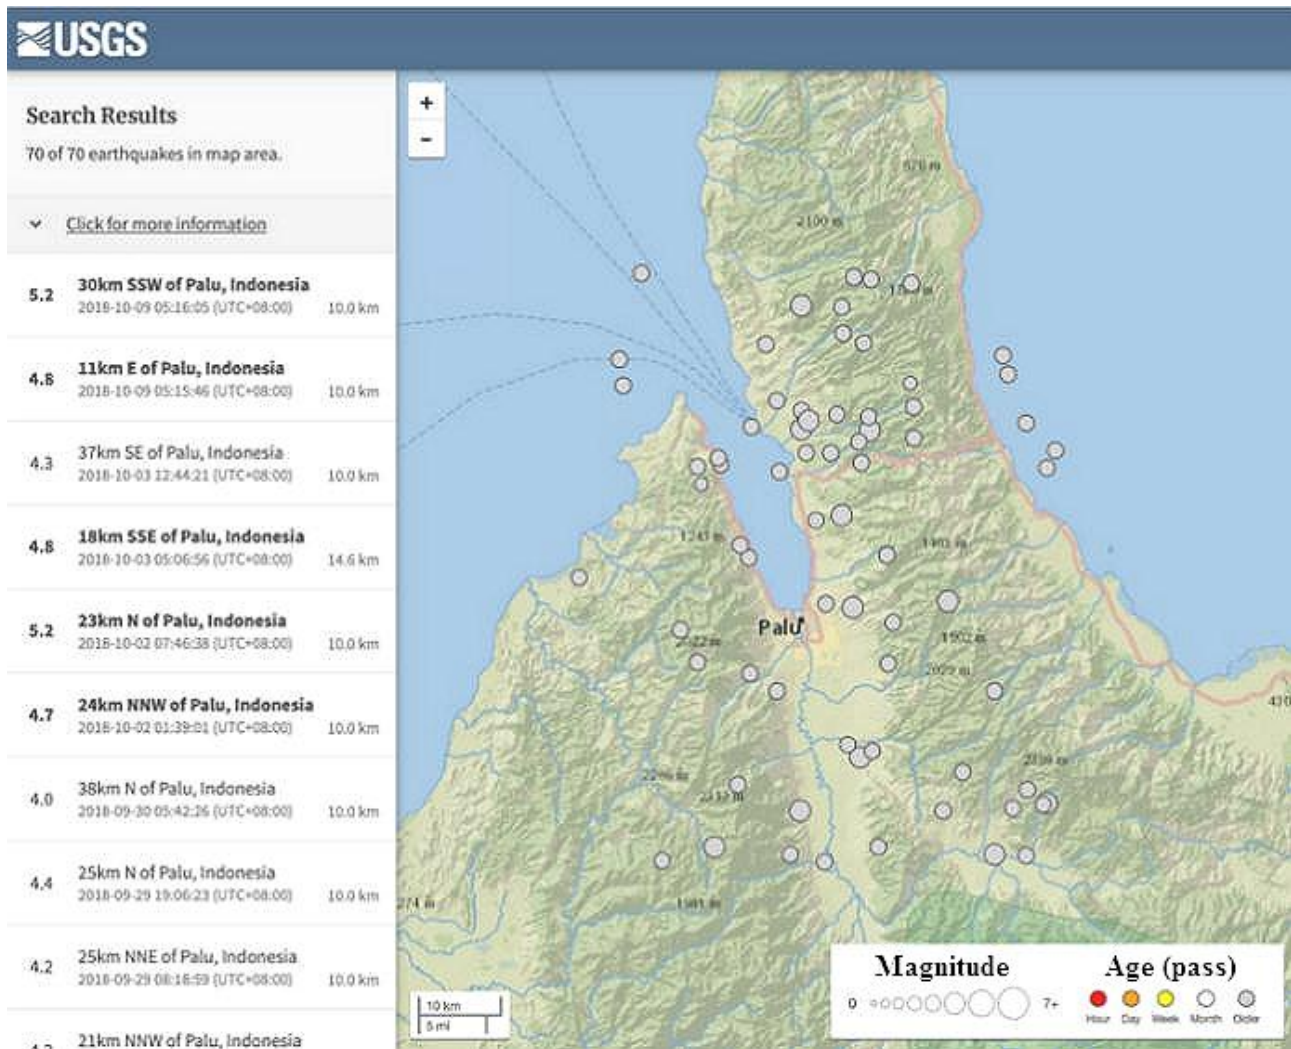 USGS
Search Results
70 of 70 earthquakes in map area.
Click for more information
5.2 30km SSW of Palu, Indonesia
2018-10-09 05:16:05 (UTC+08:00) 10.0 km
4.8 11km E of Palu, Indonesia
2018-10-09 05:15:46 (UTC+08:00) 10.0 km
4.3 37km SE of Palu, Indonesia
2018-10-03 12:44:21 (UTC+08:00) 10.0 km
4.8 18km SSE of Palu, Indonesia
2018-10-03 05:06:56 (UTC+08:00) 14.6 km
5.2 23km N of Palu, Indonesia
2018-10-02 07:46:38 (UTC+08:00) 10.0 km
4.7 24km NNW of Palu, Indonesia
2018-10-02 01:39:01 (UTC+08:00) 10.0 km
4.0 38km N of Palu, Indonesia
2018-09-30 05:42:26 (UTC+08:00) 10.0 km
4.4 25km N of Palu, Indonesia
2018-09-29 19:06:23 (UTC+08:00) 10.0 km
4.2 25km NNE of Palu, Indonesia
2018-09-29 08:18:59 (UTC+08:00) 10.0 km
21km NNW of Palu, Indonesia
+
-
676 m
2100 m
1243 m
Palu
1902 m
2029 m
430
274 m
1981 m
10 km
5 mi
Magnitude
0 7+
Age (pass)
Hour Day Week Month Older